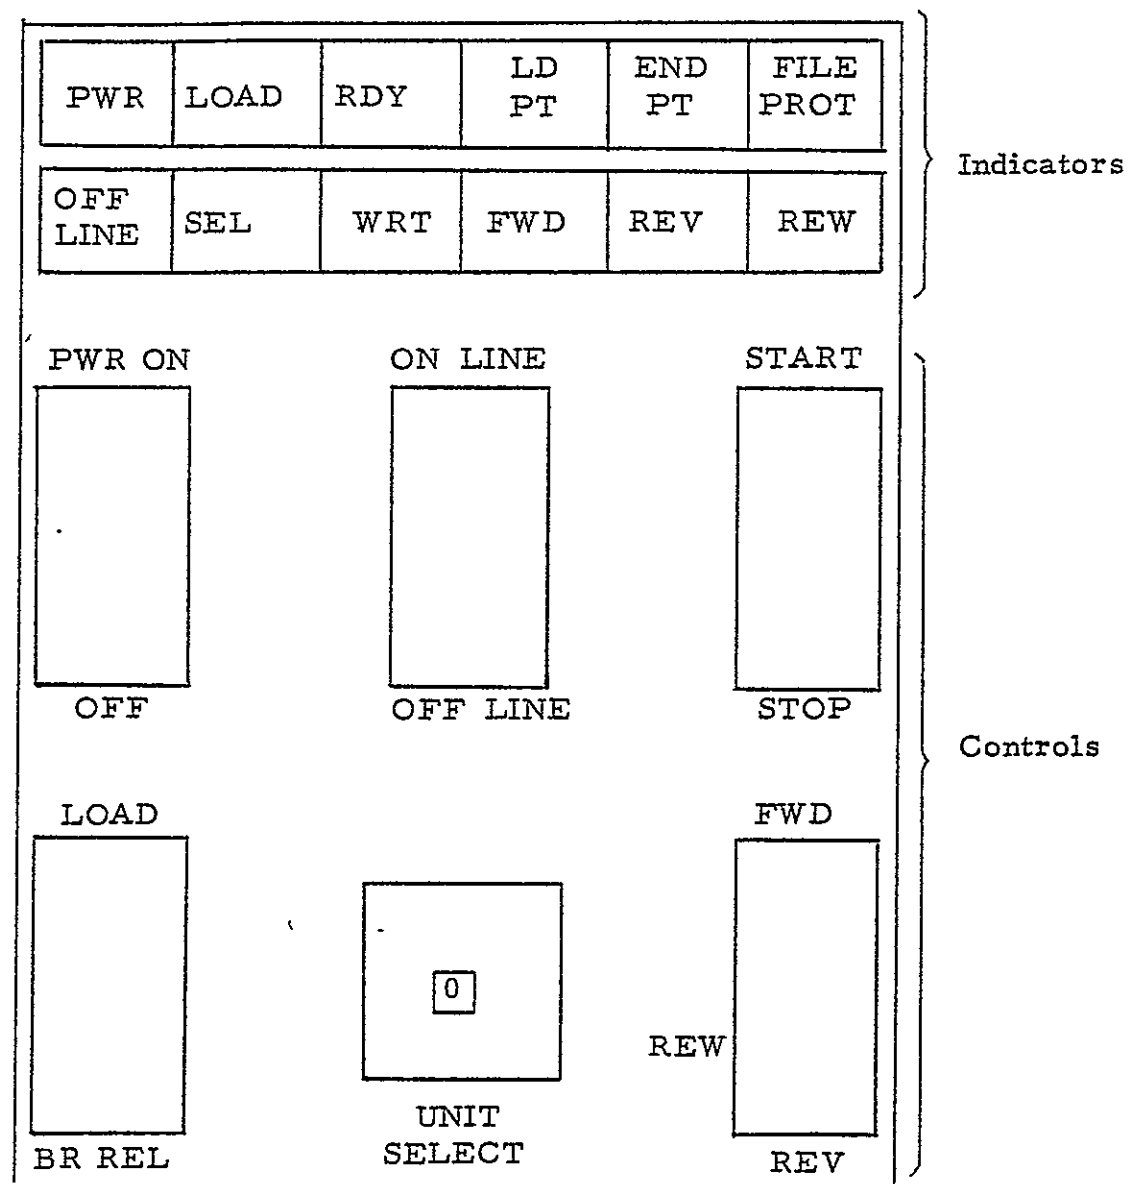 PWR LOAD RDY LD PT END PT FILE PROT
Indicators
OFF LINE SEL WRT FWD REV REW
PWR ON ON LINE START
OFF OFF LINE STOP
Controls
LOAD FWD
0
REW
UNIT
SELECT
BR REL REV